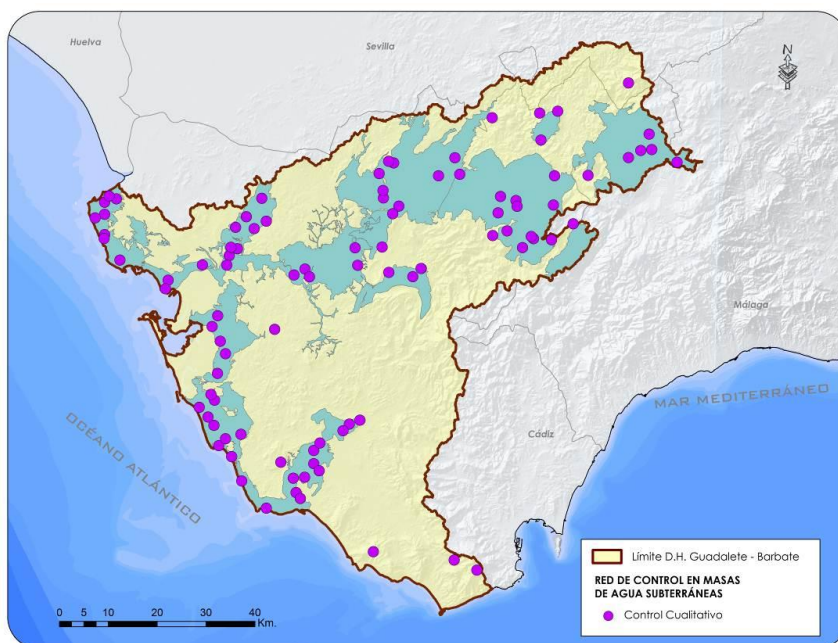 Huelva
Sevilla
N
Málaga
MAR MEDITERRÁNEO
Cádiz
OCÉANO ATLÁNTICO
Límite D.H. Guadalete - Barbate
RED DE CONTROL EN MASAS
DE AGUA SUBTERRÁNEAS
Control Cualitativo
0 5 10 20 30 40
Km.